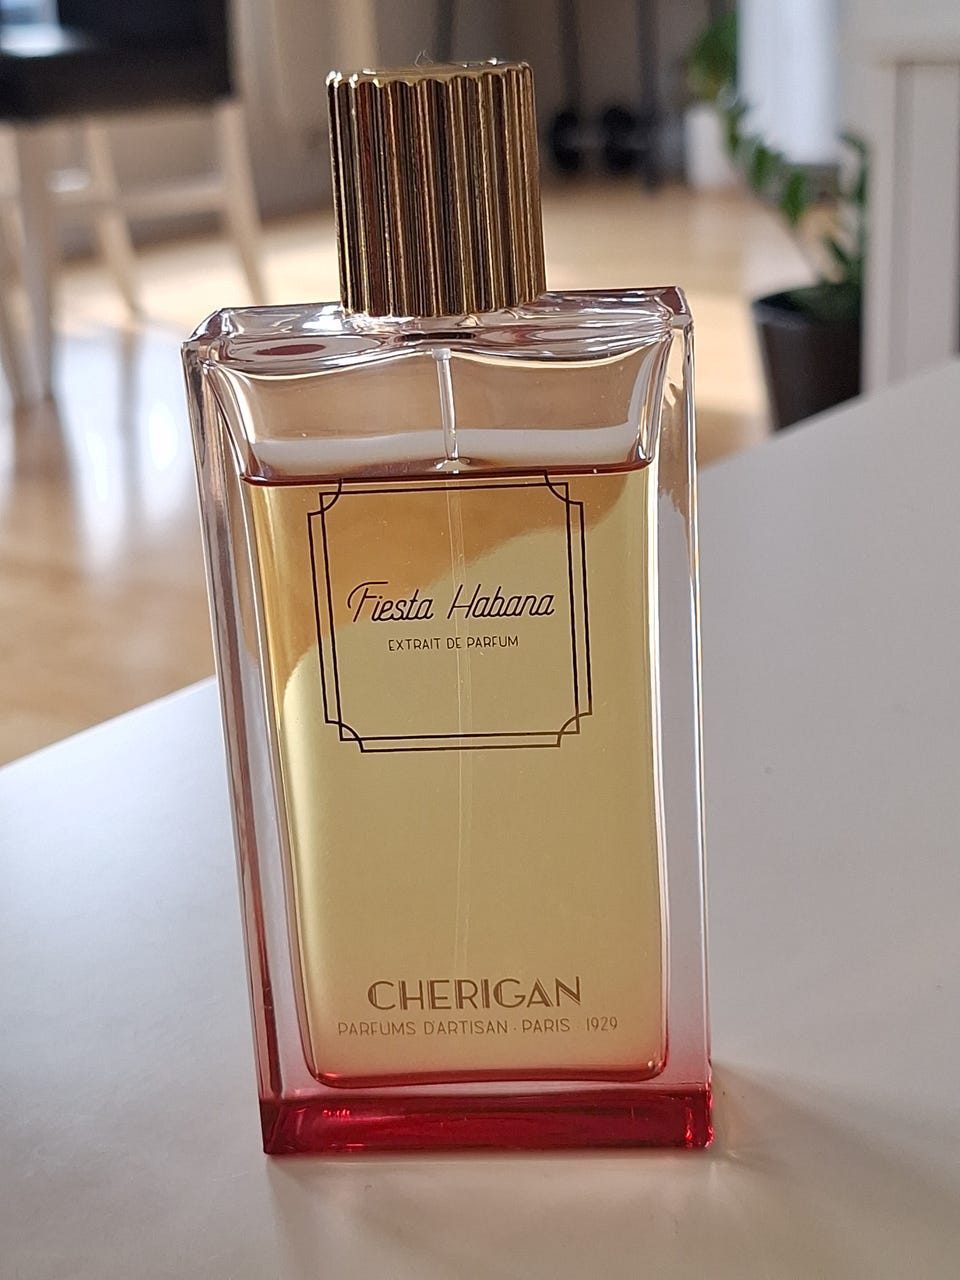 Fiesta Habana
EXTRAIT DE PARFUM
CHERIGAN
PARFUMS D'ARTISAN · PARIS · 1929